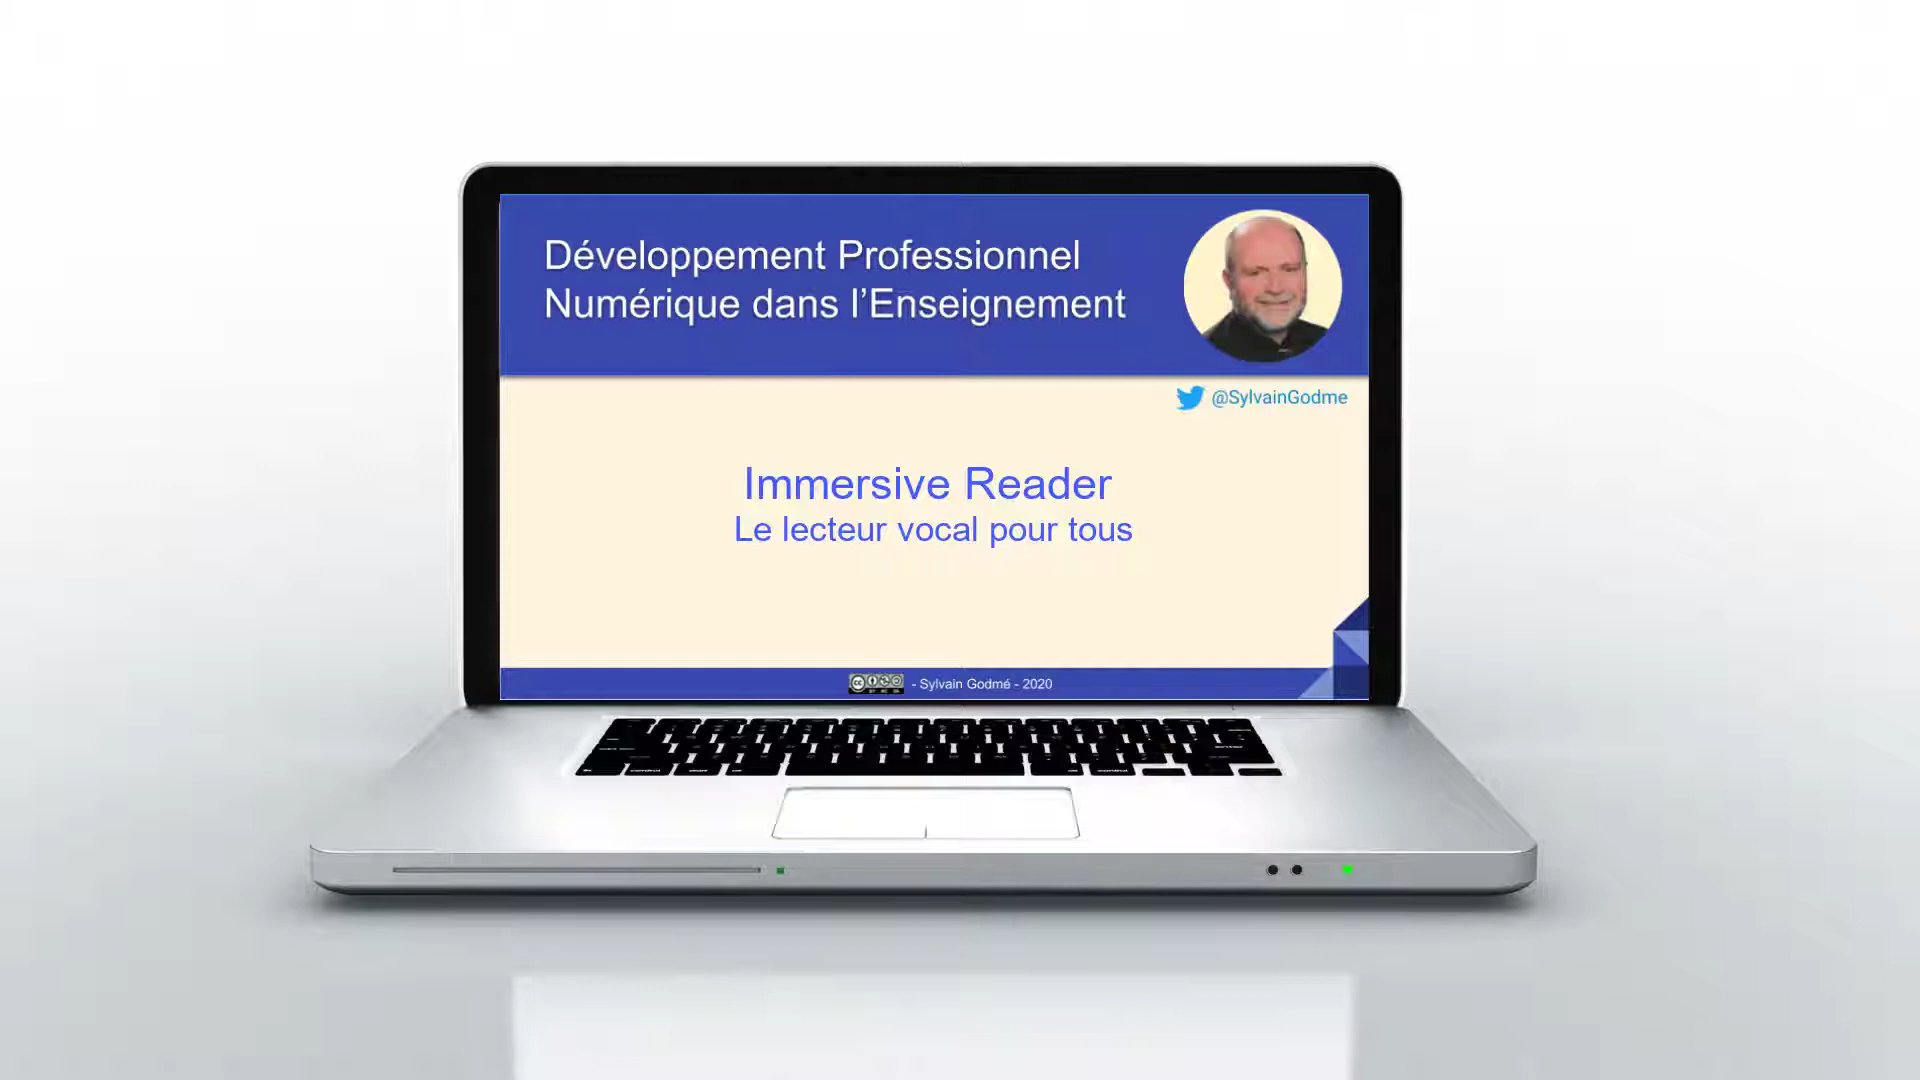 Développement Professionnel
Numérique dans l’Enseignement
@SylvainGodme
Immersive Reader
Le lecteur vocal pour tous
- Sylvain Godmé - 2020